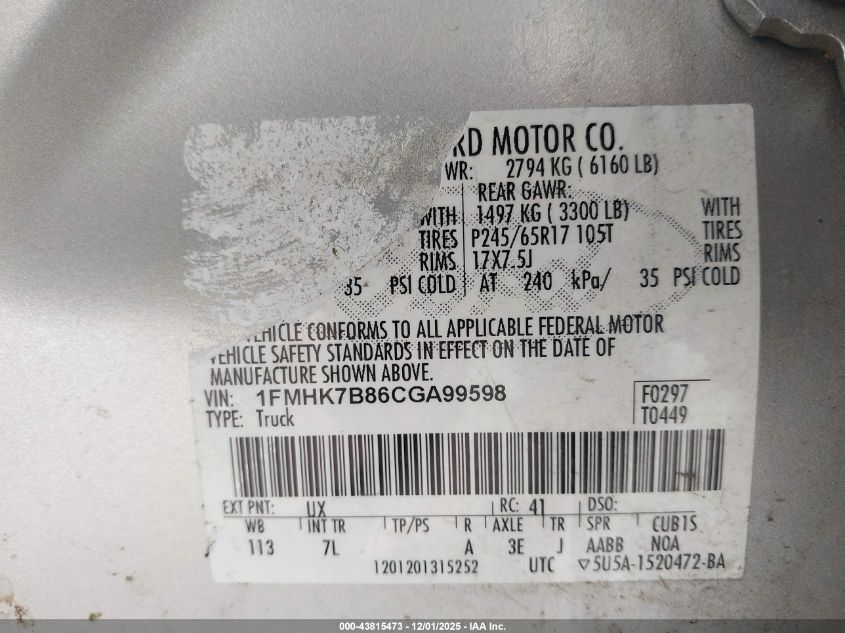 RD MOTOR CO.
WR: 2794 KG ( 6160 LB)
REAR GAWR:
WITH 1497 KG ( 3300 LB) WITH
TIRES P245/65R17 105T TIRES
RIMS 17X7.5J RIMS
35 PSI COLD AT 240 kPa/ 35 PSI COLD
VEHICLE CONFORMS TO ALL APPLICABLE FEDERAL MOTOR
VEHICLE SAFETY STANDARDS IN EFFECT ON THE DATE OF
MANUFACTURE SHOWN ABOVE.
VIN: 1FMHK7B86CGA99598 F0297
TYPE: Truck T0449
EXT PNT: UX RC: 41 DSO:
WB INT TR TP/PS R AXLE TR SPR CUBTS
113 7L A 3E J AABB NOA
1201201315252 UTC ▽5U5A-1520472-BA
000-43815473 - 12/01/2025 - IAA Inc.